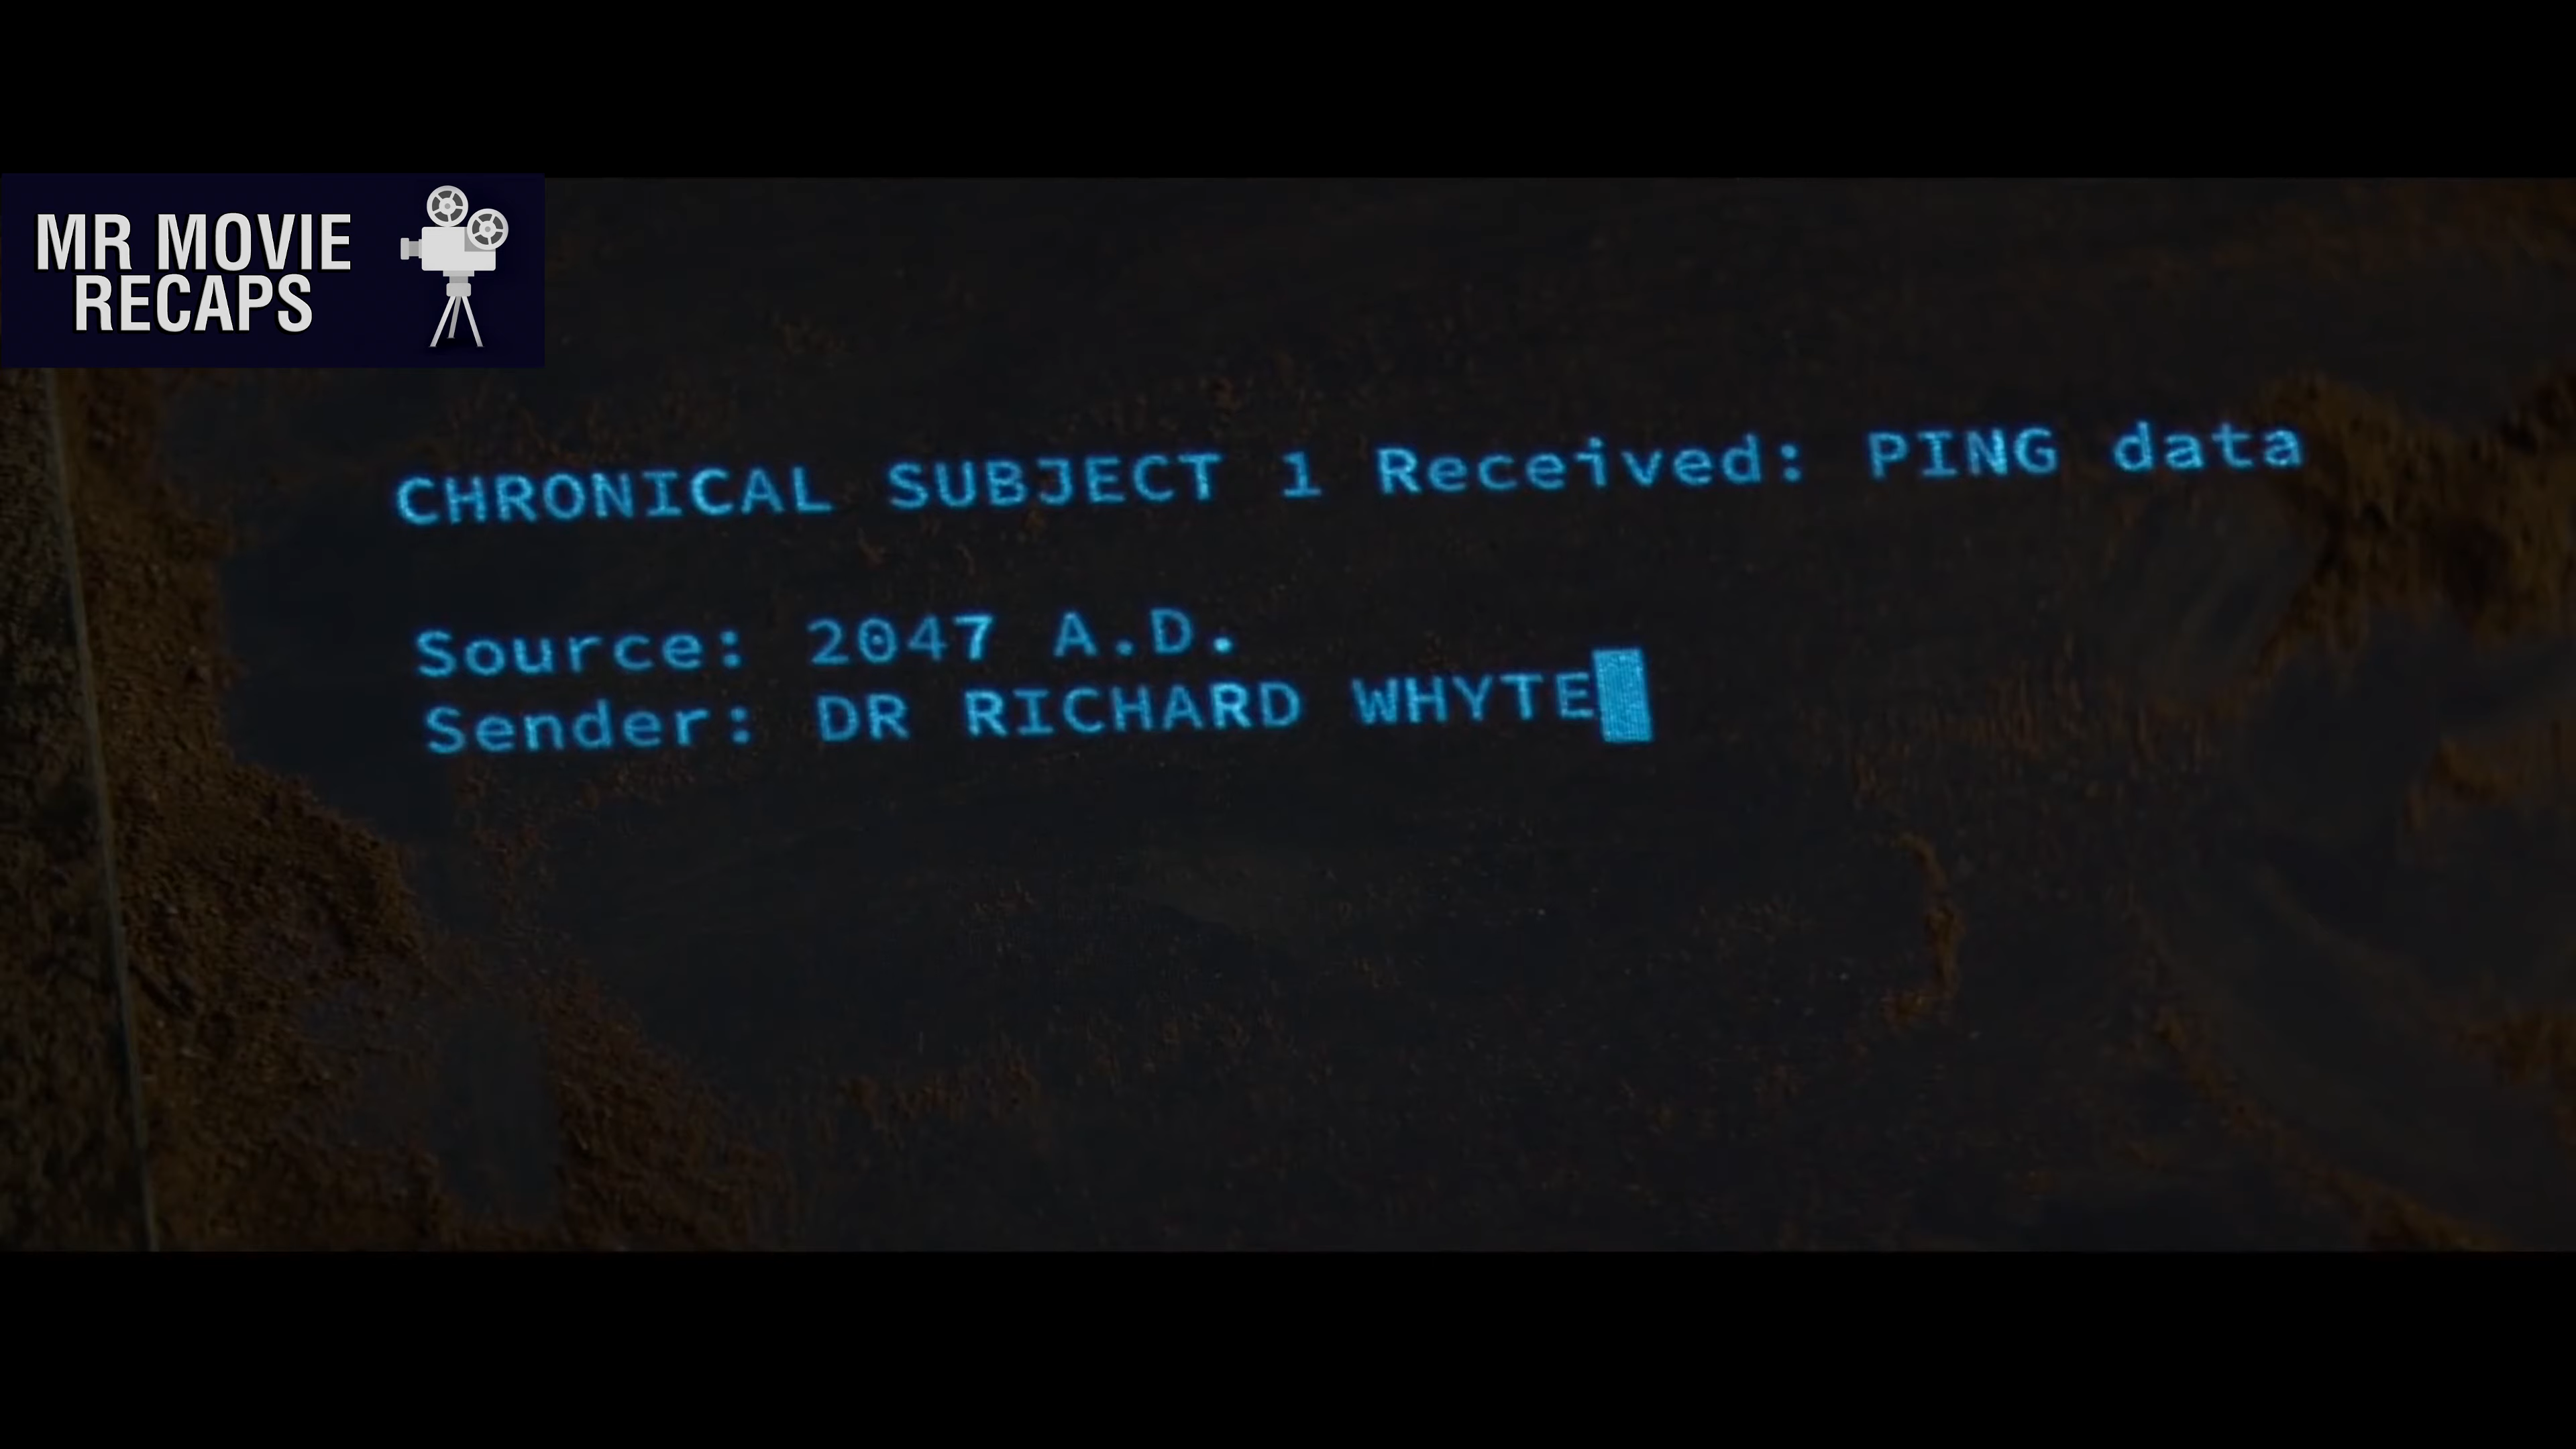 MR MOVIE
RECAPS
CHRONICAL SUBJECT 1 Received: PING data
Source: 2047 A.D.
Sender: DR RICHARD WHYTE